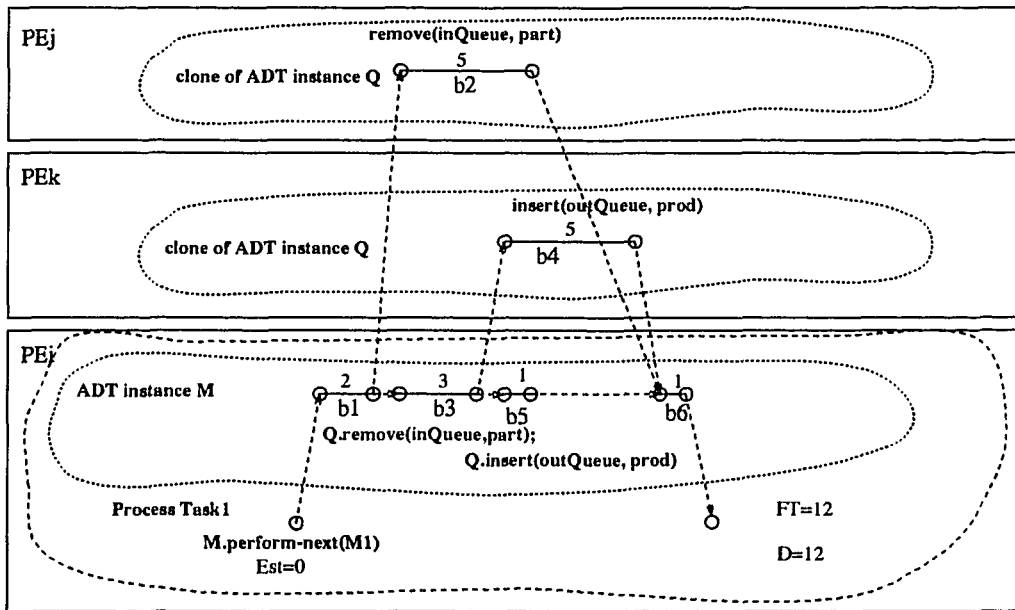 PEj
remove(inQueue, part)
5
clone of ADT instance Q
b2
PEk
insert(outQueue, prod)
5
clone of ADT instance Q
b4
PEi
ADT instance M
2 3 1 1
b1 b3 b5 b6
Q.remove(inQueue,part);
Q.insert(outQueue, prod)
Process Task1
FT=12
M.perform-next(M1)
Est=0
D=12